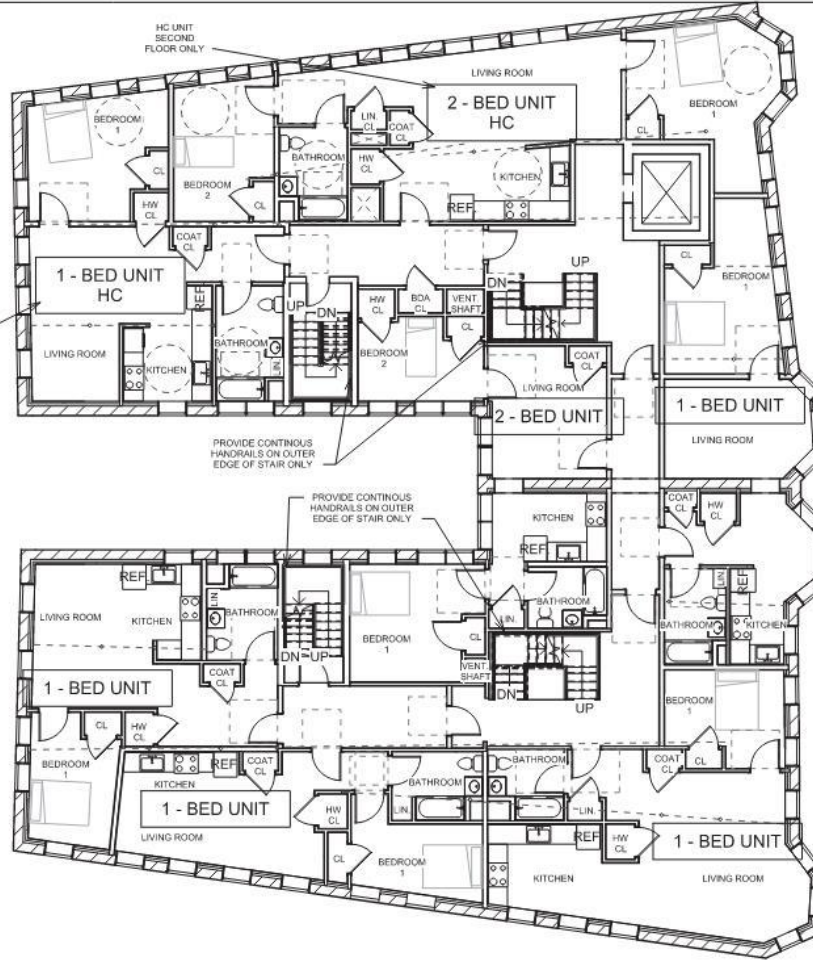 HC UNIT
SECOND
FLOOR ONLY
LIVING ROOM
2 - BED UNIT
HC
BEDROOM
1
CL
BEDROOM
1
CL
HW
CL
BEDROOM
2
CL
BATHROOM
LIN.
CL
COAT
CL
HW
CL
KITCHEN
REF.
COAT
CL
1 - BED UNIT
HC
LIVING ROOM
REF.
KITCHEN
BATHROOM
LIN.
UP
DN
HW
CL
BDA
CL
VENT.
SHAFT
CL
BEDROOM
2
DN
UP
CL
BEDROOM
1
COAT
CL
LIVING ROOM
2 - BED UNIT
1 - BED UNIT
LIVING ROOM
PROVIDE CONTINOUS
HANDRAILS ON OUTER
EDGE OF STAIR ONLY
PROVIDE CONTINOUS
HANDRAILS ON OUTER
EDGE OF STAIR ONLY
KITCHEN
REF.
COAT
CL
HW
CL
LIN.
REF.
BATHROOM
KITCHEN
LIN.
BATHROOM
REF.
LIVING ROOM
KITCHEN
LIN.
BATHROOM
1 - BED UNIT
COAT
CL
DN
UP
BEDROOM
1
CL
VENT.
SHAFT
DN
UP
BEDROOM
1
CL
CL
HW
CL
BEDROOM
1
KITCHEN
REF.
COAT
CL
1 - BED UNIT
LIVING ROOM
HW
CL
CL
BEDROOM
1
BATHROOM
LIN.
BATHROOM
LIN.
COAT
CL
REF.
HW
CL
1 - BED UNIT
KITCHEN
LIVING ROOM